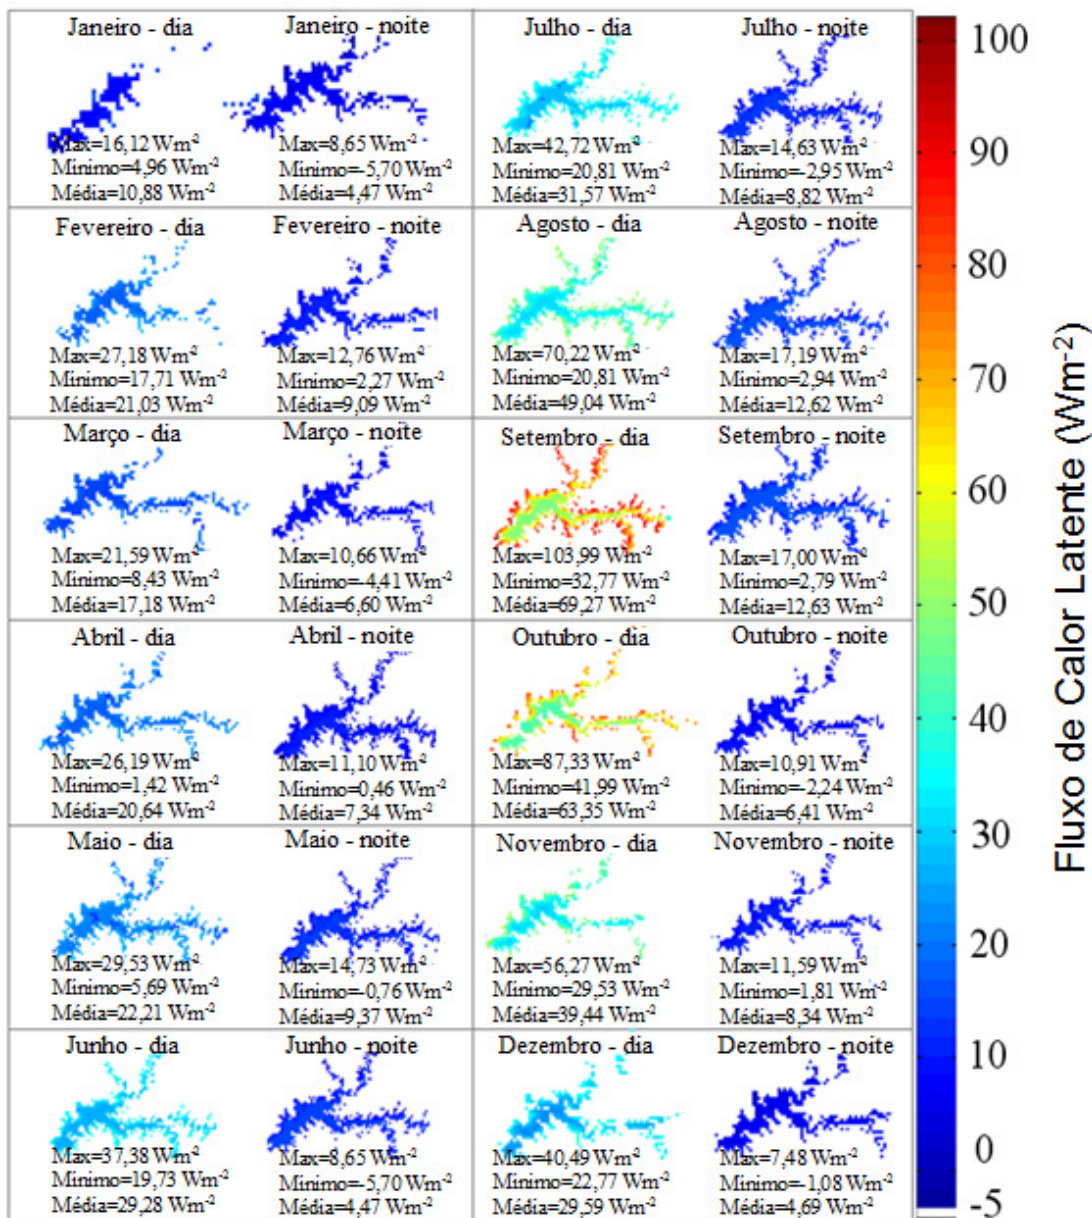 Janeiro - dia
Max=16,12 Wm-2
Minimo=4,96 Wm-2
Média=10,88 Wm-2
Janeiro - noite
Max=8,65 Wm-2
Minimo=-5,70 Wm-2
Média=4,47 Wm-2
Julho - dia
Max=42,72 Wm-2
Minimo=20,81 Wm-2
Média=31,57 Wm-2
Julho - noite
Max=14,63 Wm-2
Minimo=-2,95 Wm-2
Média=8,82 Wm-2
Fevereiro - dia
Max=27,18 Wm-2
Minimo=17,71 Wm-2
Média=21,03 Wm-2
Fevereiro - noite
Max=12,76 Wm-2
Minimo=2,27 Wm-2
Média=9,09 Wm-2
Agosto - dia
Max=70,22 Wm-2
Minimo=20,81 Wm-2
Média=49,04 Wm-2
Agosto - noite
Max=17,19 Wm-2
Minimo=2,94 Wm-2
Média=12,62 Wm-2
Março - dia
Max=21,59 Wm-2
Minimo=8,43 Wm-2
Média=17,18 Wm-2
Março - noite
Max=10,66 Wm-2
Minimo=-4,41 Wm-2
Média=6,60 Wm-2
Setembro - dia
Max=103,99 Wm-2
Minimo=32,77 Wm-2
Média=69,27 Wm-2
Setembro - noite
Max=17,00 Wm-2
Minimo=2,79 Wm-2
Média=12,63 Wm-2
Abril - dia
Max=26,19 Wm-2
Minimo=1,42 Wm-2
Média=20,64 Wm-2
Abril - noite
Max=11,10 Wm-2
Minimo=0,46 Wm-2
Média=7,34 Wm-2
Outubro - dia
Max=87,33 Wm-2
Minimo=41,99 Wm-2
Média=63,35 Wm-2
Outubro - noite
Max=10,91 Wm-2
Minimo=-2,24 Wm-2
Média=6,41 Wm-2
Maio - dia
Max=29,53 Wm-2
Minimo=5,69 Wm-2
Média=22,21 Wm-2
Maio - noite
Max=14,73 Wm-2
Minimo=-0,76 Wm-2
Média=9,37 Wm-2
Novembro - dia
Max=56,27 Wm-2
Minimo=29,53 Wm-2
Média=39,44 Wm-2
Novembro - noite
Max=11,59 Wm-2
Minimo=1,81 Wm-2
Média=8,34 Wm-2
Junho - dia
Max=37,38 Wm-2
Minimo=19,73 Wm-2
Média=29,28 Wm-2
Junho - noite
Max=8,65 Wm-2
Minimo=-5,70 Wm-2
Média=4,47 Wm-2
Dezembro - dia
Max=40,49 Wm-2
Minimo=22,77 Wm-2
Média=29,59 Wm-2
Dezembro - noite
Max=7,48 Wm-2
Minimo=-1,08 Wm-2
Média=4,69 Wm-2
100
90
80
70
60
50
40
30
20
10
0
-5
Fluxo de Calor Latente (Wm-2)